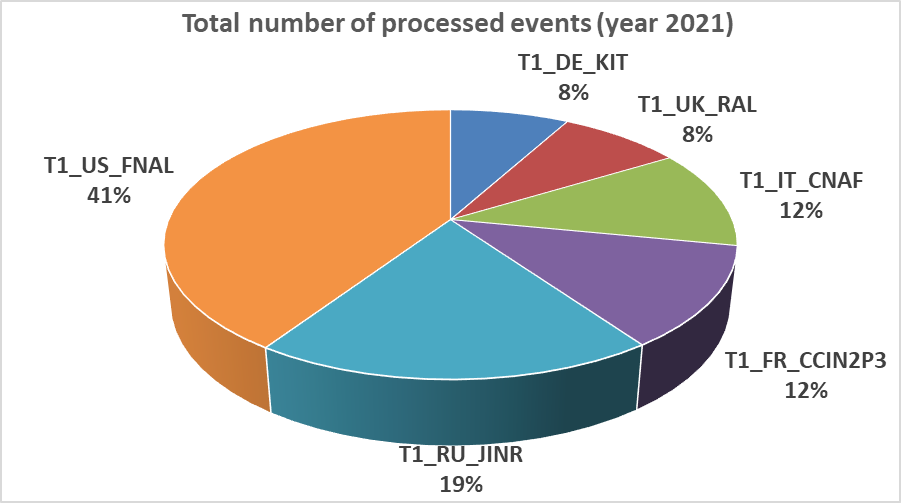 Total number of processed events (year 2021)
T1_DE_KIT
8%
T1_UK_RAL
8%
T1_US_FNAL
41%
T1_IT_CNAF
12%
T1_FR_CCIN2P3
12%
T1_RU_JINR
19%